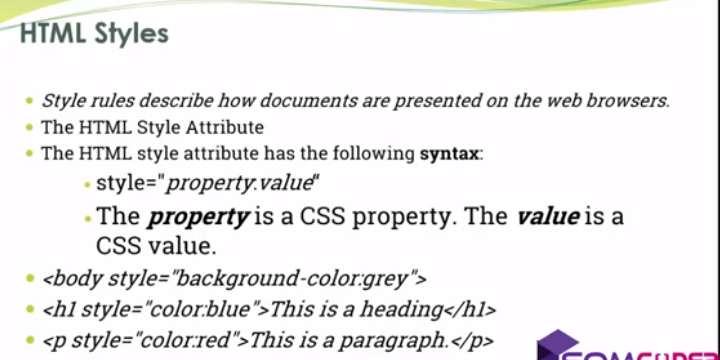 HTML Styles
Style rules describe how documents are presented on the web browsers.
The HTML Style Attribute
The HTML style attribute has the following syntax:
style="property:value"
The property is a CSS property. The value is a
CSS value.
<body style="background-color:grey">
<h1 style="color:blue">This is a heading</h1>
<p style="color:red">This is a paragraph.</p>